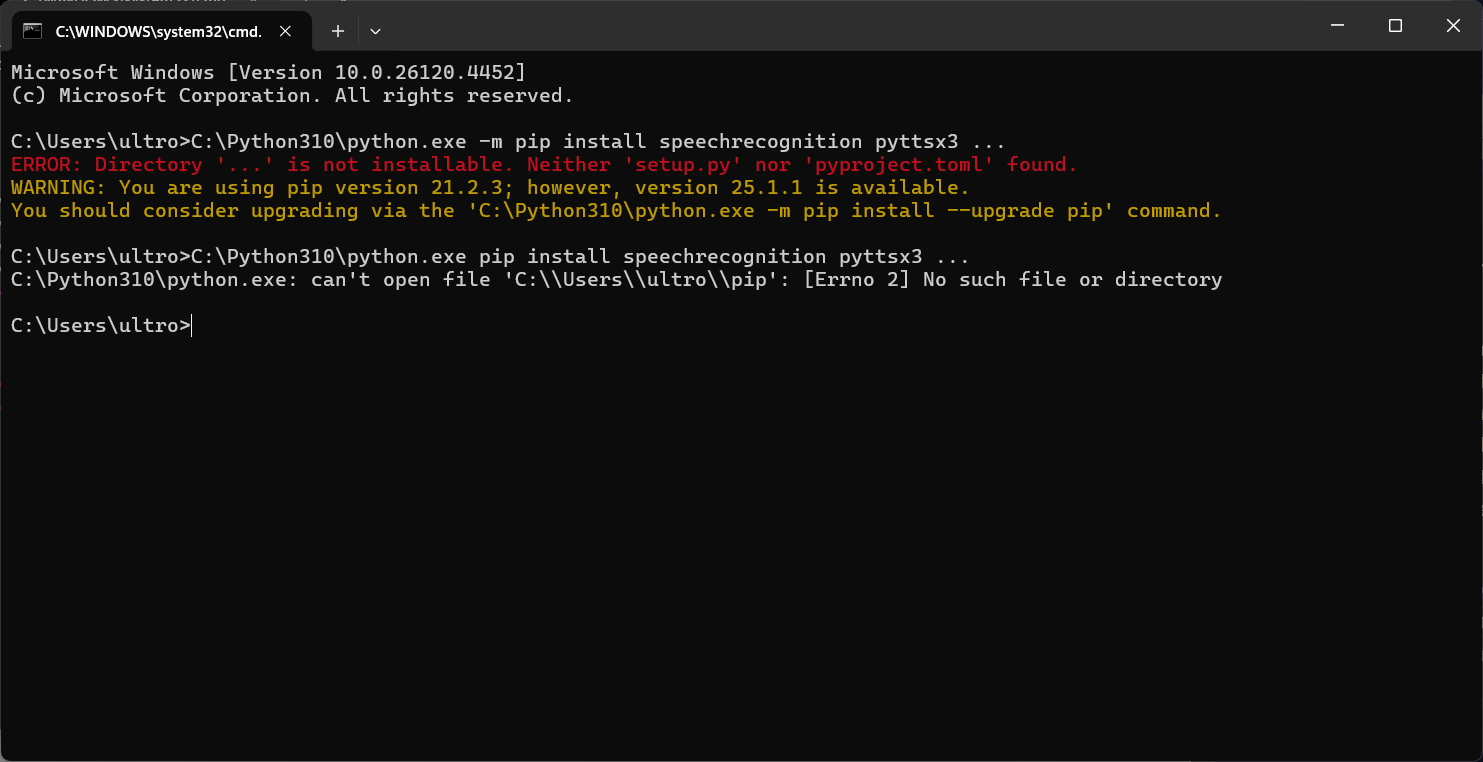 C:\WINDOWS\system32\cmd.
Microsoft Windows [Version 10.0.26120.4452]
(c) Microsoft Corporation. All rights reserved.
C:\Users\ultro>C:\Python310\python.exe -m pip install speechrecognition pyttsx3 ...
ERROR: Directory '...' is not installable. Neither 'setup.py' nor 'pyproject.toml' found.
WARNING: You are using pip version 21.2.3; however, version 25.1.1 is available.
You should consider upgrading via the 'C:\Python310\python.exe -m pip install --upgrade pip' command.
C:\Users\ultro>C:\Python310\python.exe pip install speechrecognition pyttsx3 ...
C:\Python310\python.exe: can't open file 'C:\\Users\\ultro\\pip': [Errno 2] No such file or directory
C:\Users\ultro>